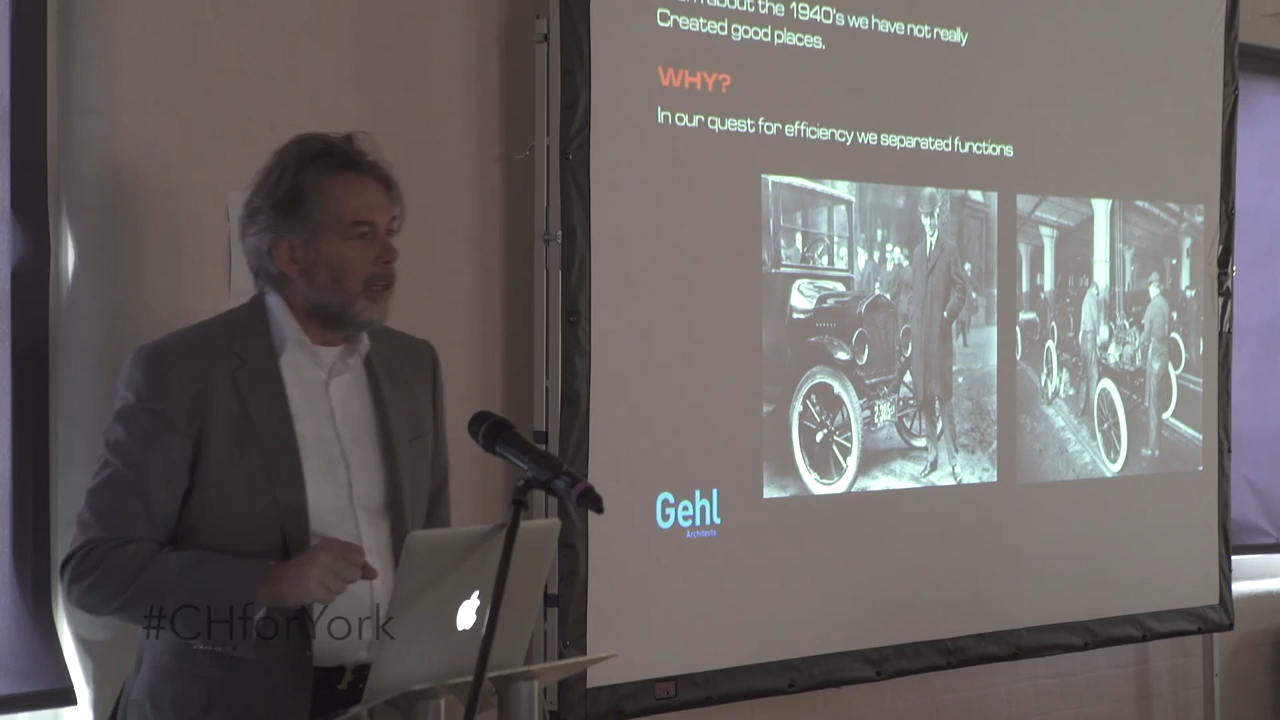 about the 1940's we have not really
Created good places.
WHY?
In our quest for efficiency we separated functions
Gehl
Architects
#CHforYork